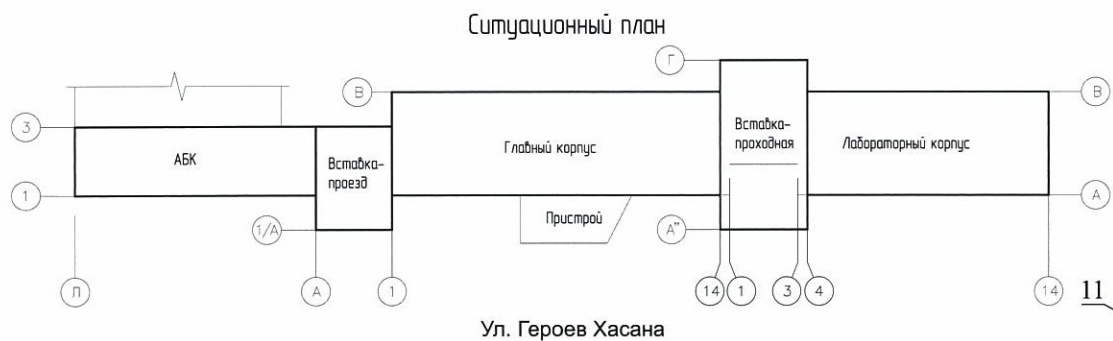 Ситуационный план
Г
В
В
3
АБК
Вставка-
проезд
Главный корпус
Вставка-
проходная
Лабораторный корпус
1
А
Пристрой
1/А
А"
Л
А
1
14
1
3
4
14
11
Ул. Героев Хасана